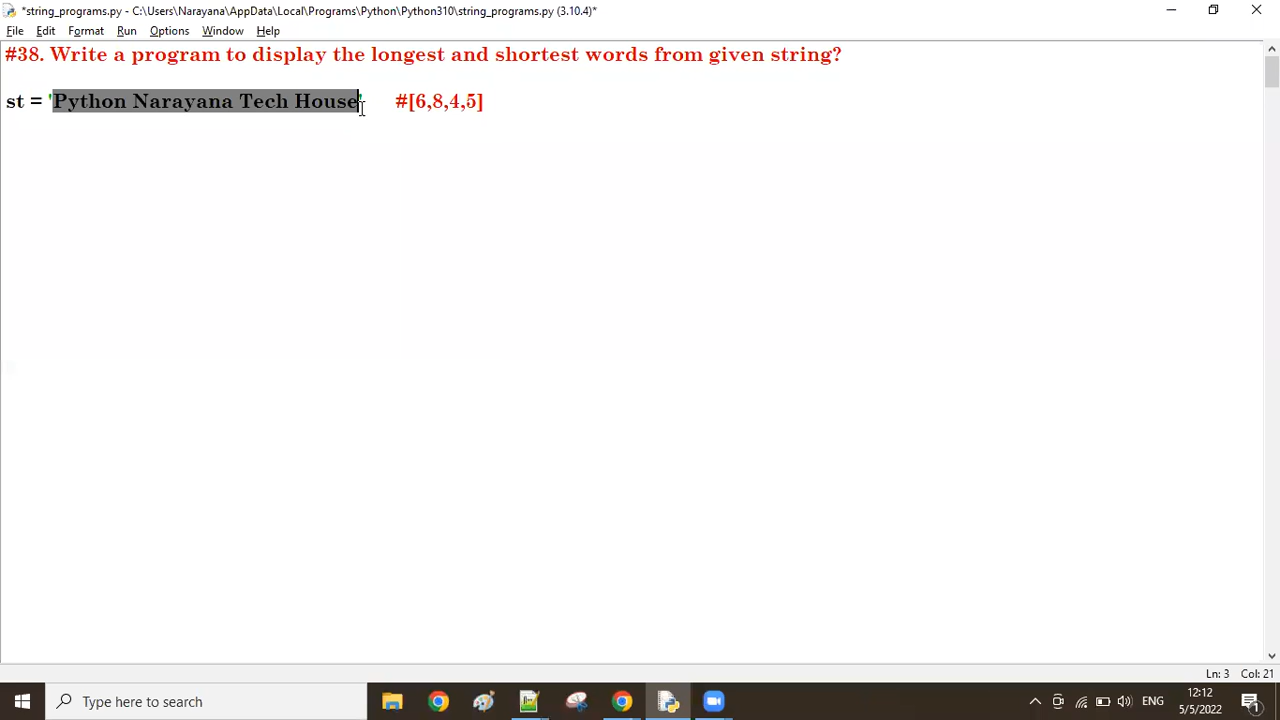 *string_programs.py - C:\Users\Narayana\AppData\Local\Programs\Python\Python310\string_programs.py (3.10.4)*
File Edit Format Run Options Window Help
#38. Write a program to display the longest and shortest words from given string?
st = 'Python Narayana Tech House' #[6,8,4,5]
Ln: 3 Col: 21
Type here to search
ENG
12:12
5/5/2022
1